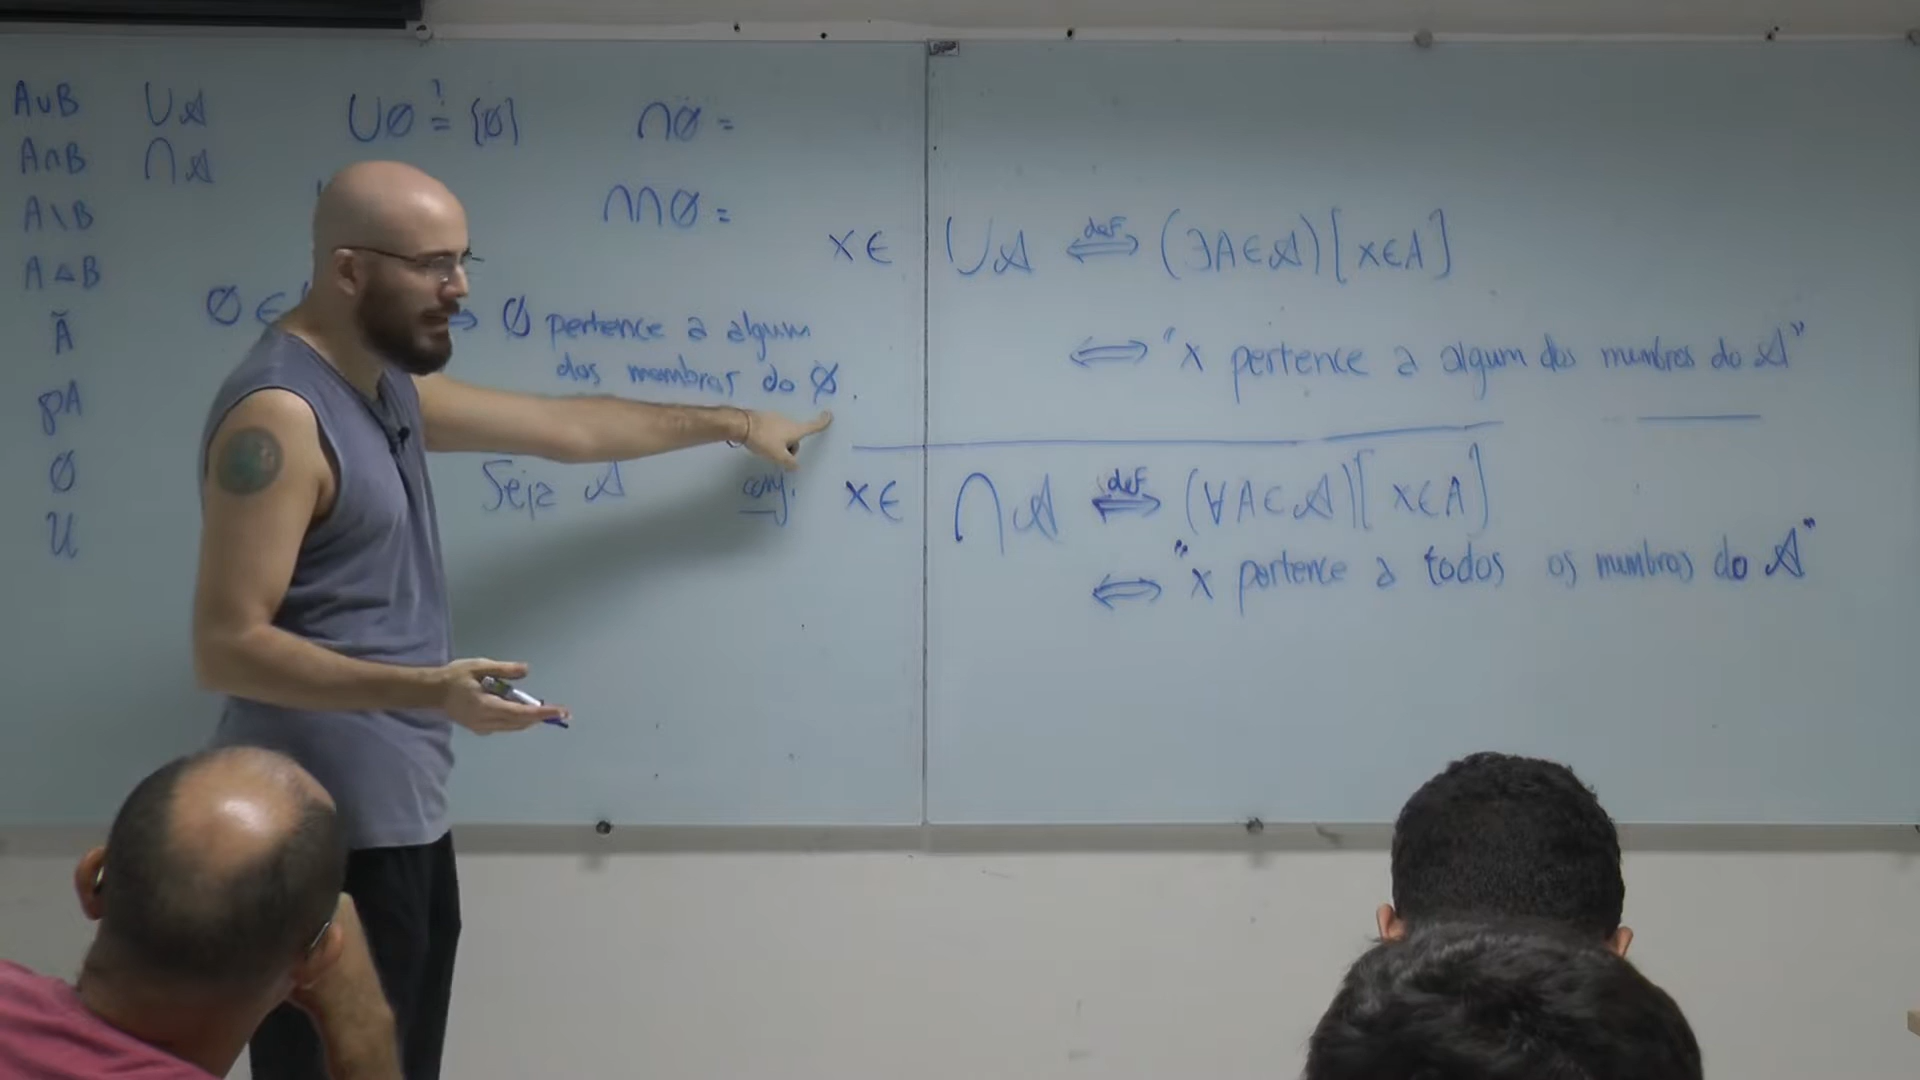 A∪B ∪𝒜
A∩B ∩𝒜
A\B
A△B
Ã
℘A
∅
𝒰
∪∅ =? {∅} ∩∅ =
∩∩∅ =
∅ ∈
⇒ ∅ pertence a algum
dos membros do ∅.
Seja 𝒜 conj.
x ∈ ∪𝒜 ⇔def (∃A∈𝒜)[x∈A]
⇔ "x pertence a algum dos membros do 𝒜"
x ∈ ∩𝒜 ⇔def (∀A∈𝒜)[x∈A]
⇔ "x pertence a todos os membros do 𝒜"